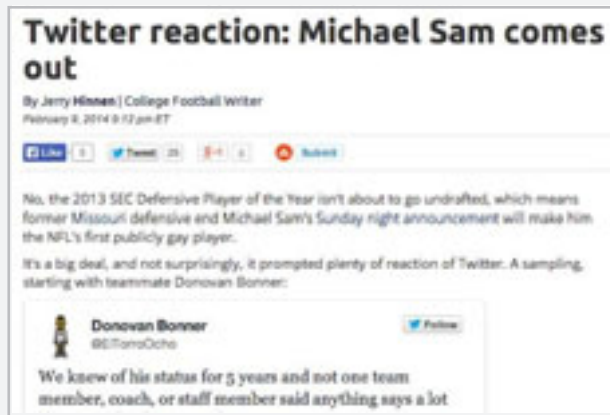 Twitter reaction: Michael Sam comes
out
By Jerry Hinnen | College Football Writer
February 9, 2014 9:12 pm ET
Like 0 Tweet 25 +1 Submit
No, the 2013 SEC Defensive Player of the Year isn't about to go undrafted, which means
former Missouri defensive end Michael Sam's Sunday night announcement will make him
the NFL's first publicly gay player.
It's a big deal, and not surprisingly, it prompted plenty of reaction of Twitter. A sampling,
starting with teammate Donovan Bonner:
Donovan Bonner
Follow
@ElTorroOcho
We knew of his status for 5 years and not one team
member, coach, or staff member said anything says a lot